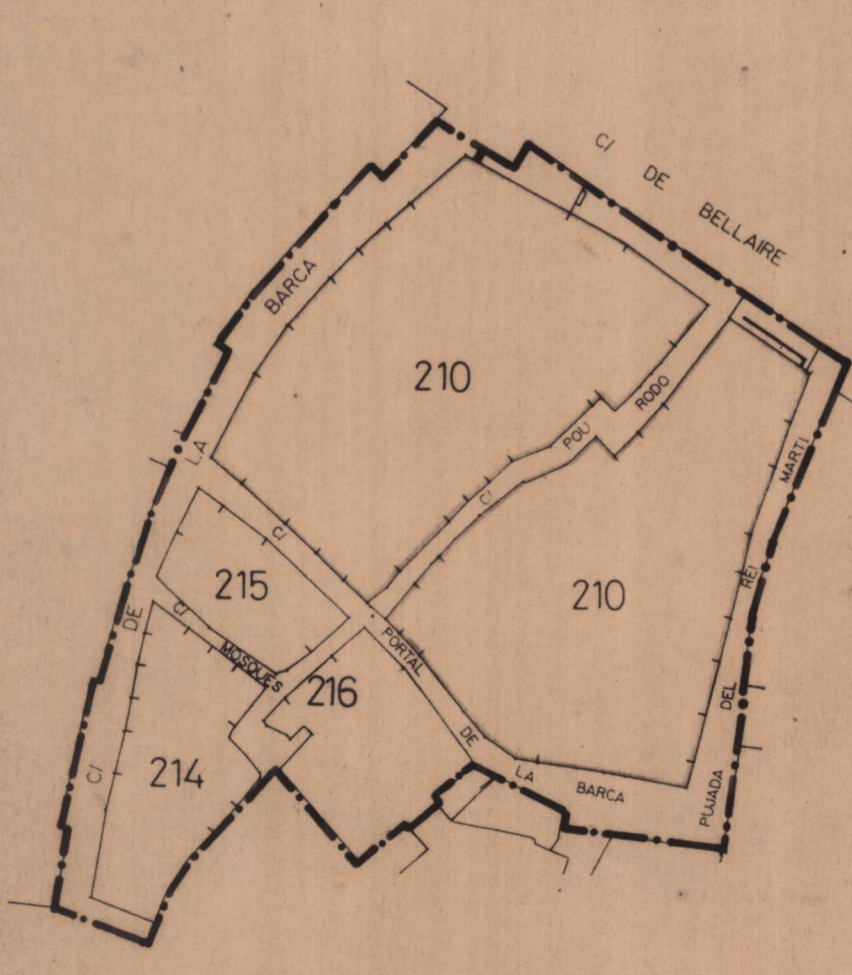 C/ DE BELLAIRE
C/ DE LA BARCA
210
C/ POU RODO
PUJADA DEL REI MARTI
C/ PORTAL DE LA BARCA
215
210
C/ MOSQUES
216
214